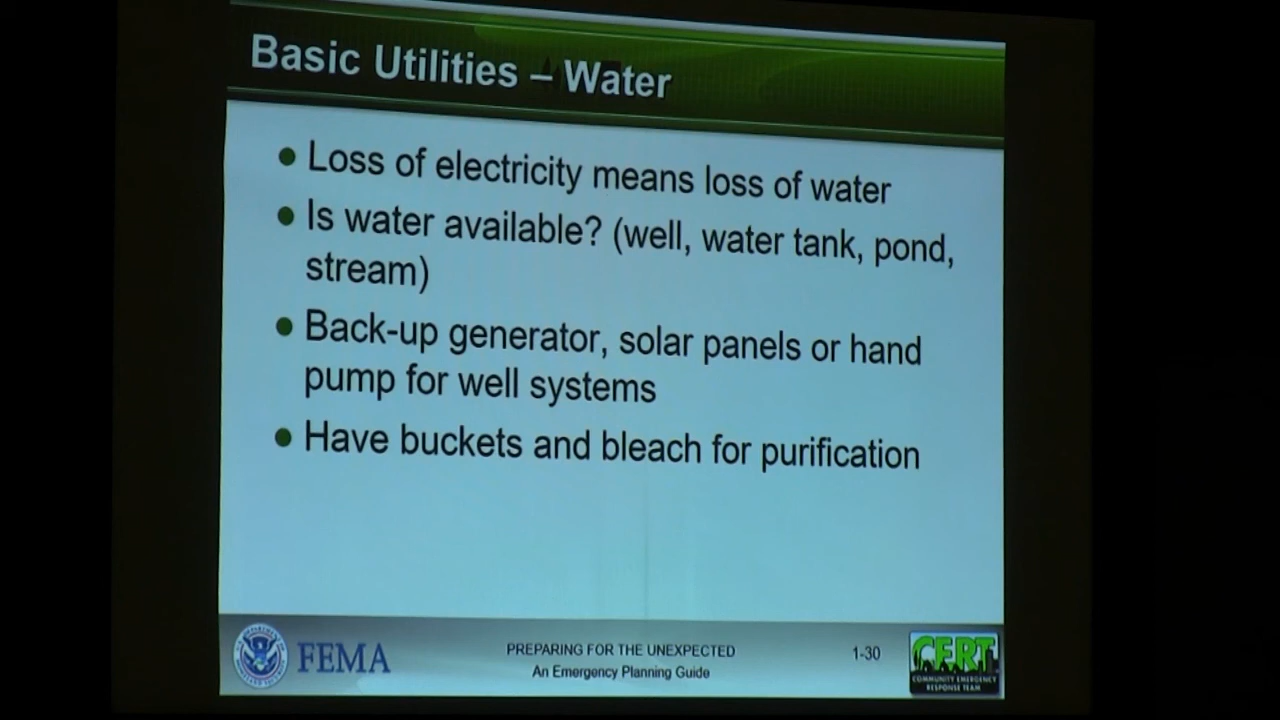 Basic Utilities – Water
● Loss of electricity means loss of water
● Is water available? (well, water tank, pond,
stream)
● Back-up generator, solar panels or hand
pump for well systems
● Have buckets and bleach for purification
FEMA
PREPARING FOR THE UNEXPECTED
An Emergency Planning Guide
1-30
CERT
COMMUNITY EMERGENCY
RESPONSE TEAM